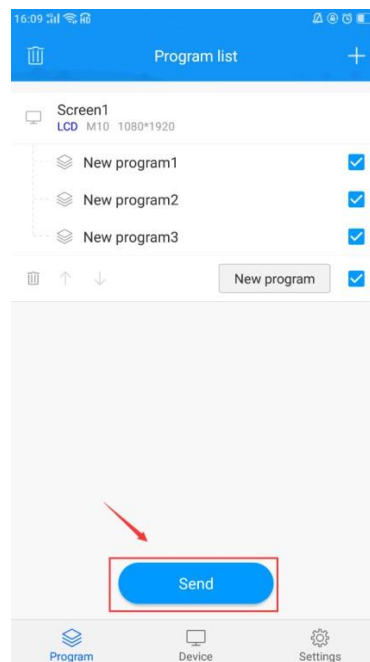 16:09
Program list
Screen1
LCD M10 1080*1920
New program1
New program2
New program3
New program
Send
Program Device Settings